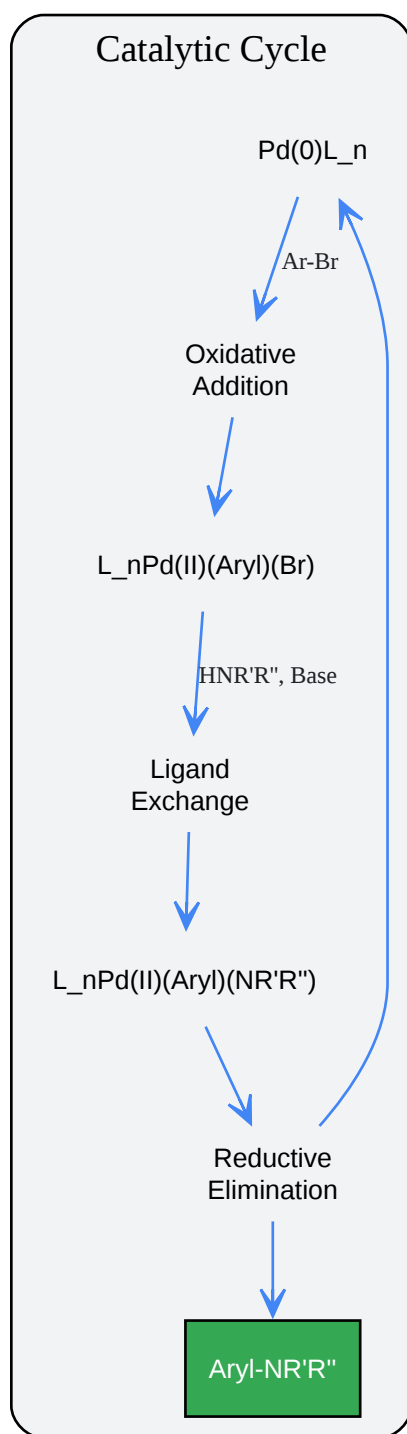 Catalytic Cycle
Pd(0)L_n
Ar-Br
Oxidative
Addition
L_nPd(II)(Aryl)(Br)
HNR'R", Base
Ligand
Exchange
L_nPd(II)(Aryl)(NR'R")
Reductive
Elimination
Aryl-NR'R"